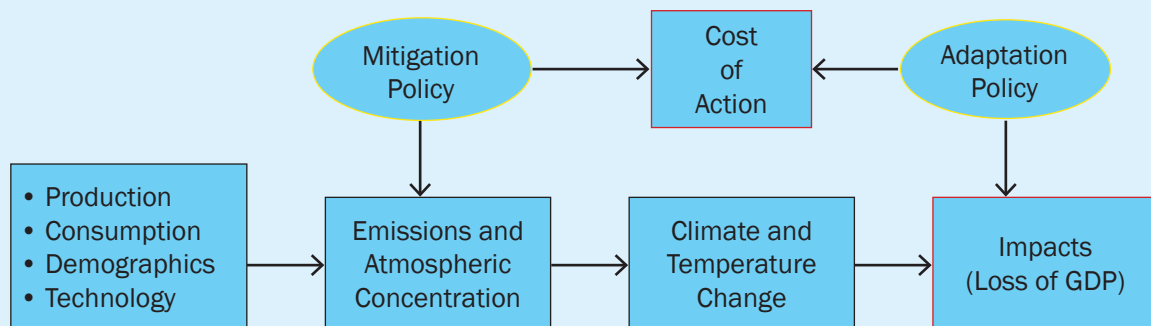 Mitigation
Policy
Cost
of
Action
Adaptation
Policy
• Production
• Consumption
• Demographics
• Technology
Emissions and
Atmospheric
Concentration
Climate and
Temperature
Change
Impacts
(Loss of GDP)